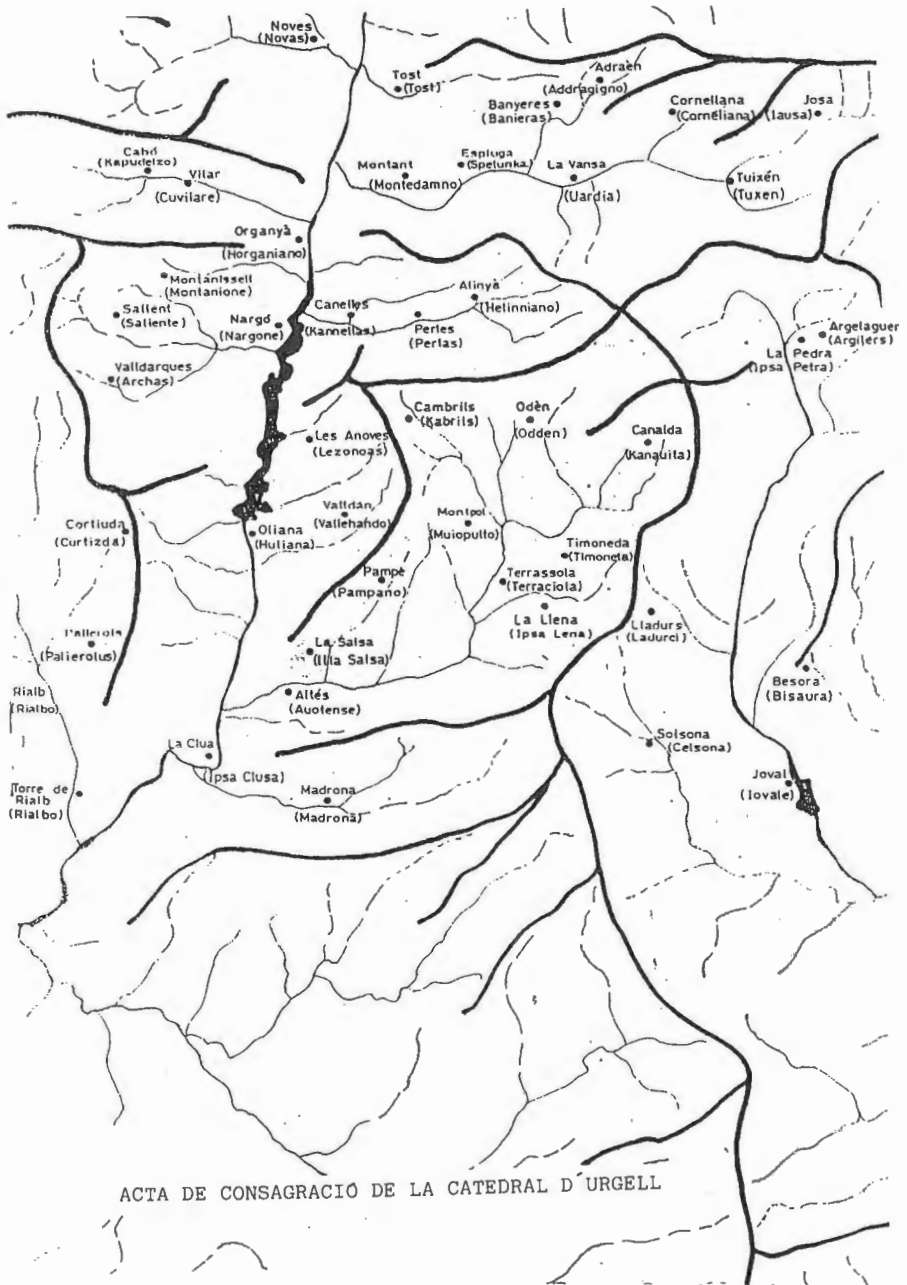 Noves
(Novas)
Tost
(Tost)
Adraen
(Addragigno)
Banyeres
(Banieras)
Cornellana
(Corneliana)
Josa
(Iausa)
Cabó
(Kapudeizo)
Vilar
(Cuvilare)
Montant
(Montedamno)
Espluga
(Spelunka)
La Vansa
(Uardia)
Tuixén
(Tuxen)
Organyà
(Horganiano)
Montanissell
(Montanione)
Sallent
(Saliente)
Nargó
(Nargone)
Canelles
(Kannellas)
Alinyà
(Helinniano)
Perles
(Perlas)
Argelaguer
(Argilers)
La Pedra
(Ipsa Petra)
Valldarques
(Archas)
Cambrils
(Kabrils)
Odèn
(Odden)
Canalda
(Kanauita)
Les Anoves
(Lezonoas)
Valldan
(Vallehando)
Montpol
(Muiopulto)
Cortiuda
(Curtizda)
Oliana
(Huliana)
Timoneda
(Timoneta)
Pampe
(Pampano)
Terrassola
(Terraciola)
La Llena
(Ipsa Lena)
Lladurs
(Ladurci)
Pallerols
(Palierolus)
La Salsa
(Illa Salsa)
Besora
(Bisaura)
Rialb
(Rialbo)
Altés
(Auotense)
Solsona
(Celsona)
La Clua
(Ipsa Clusa)
Joval
(Iovale)
Torre de
Rialb
(Rialbo)
Madrona
(Madrona)
ACTA DE CONSAGRACIÓ DE LA CATEDRAL D'URGELL